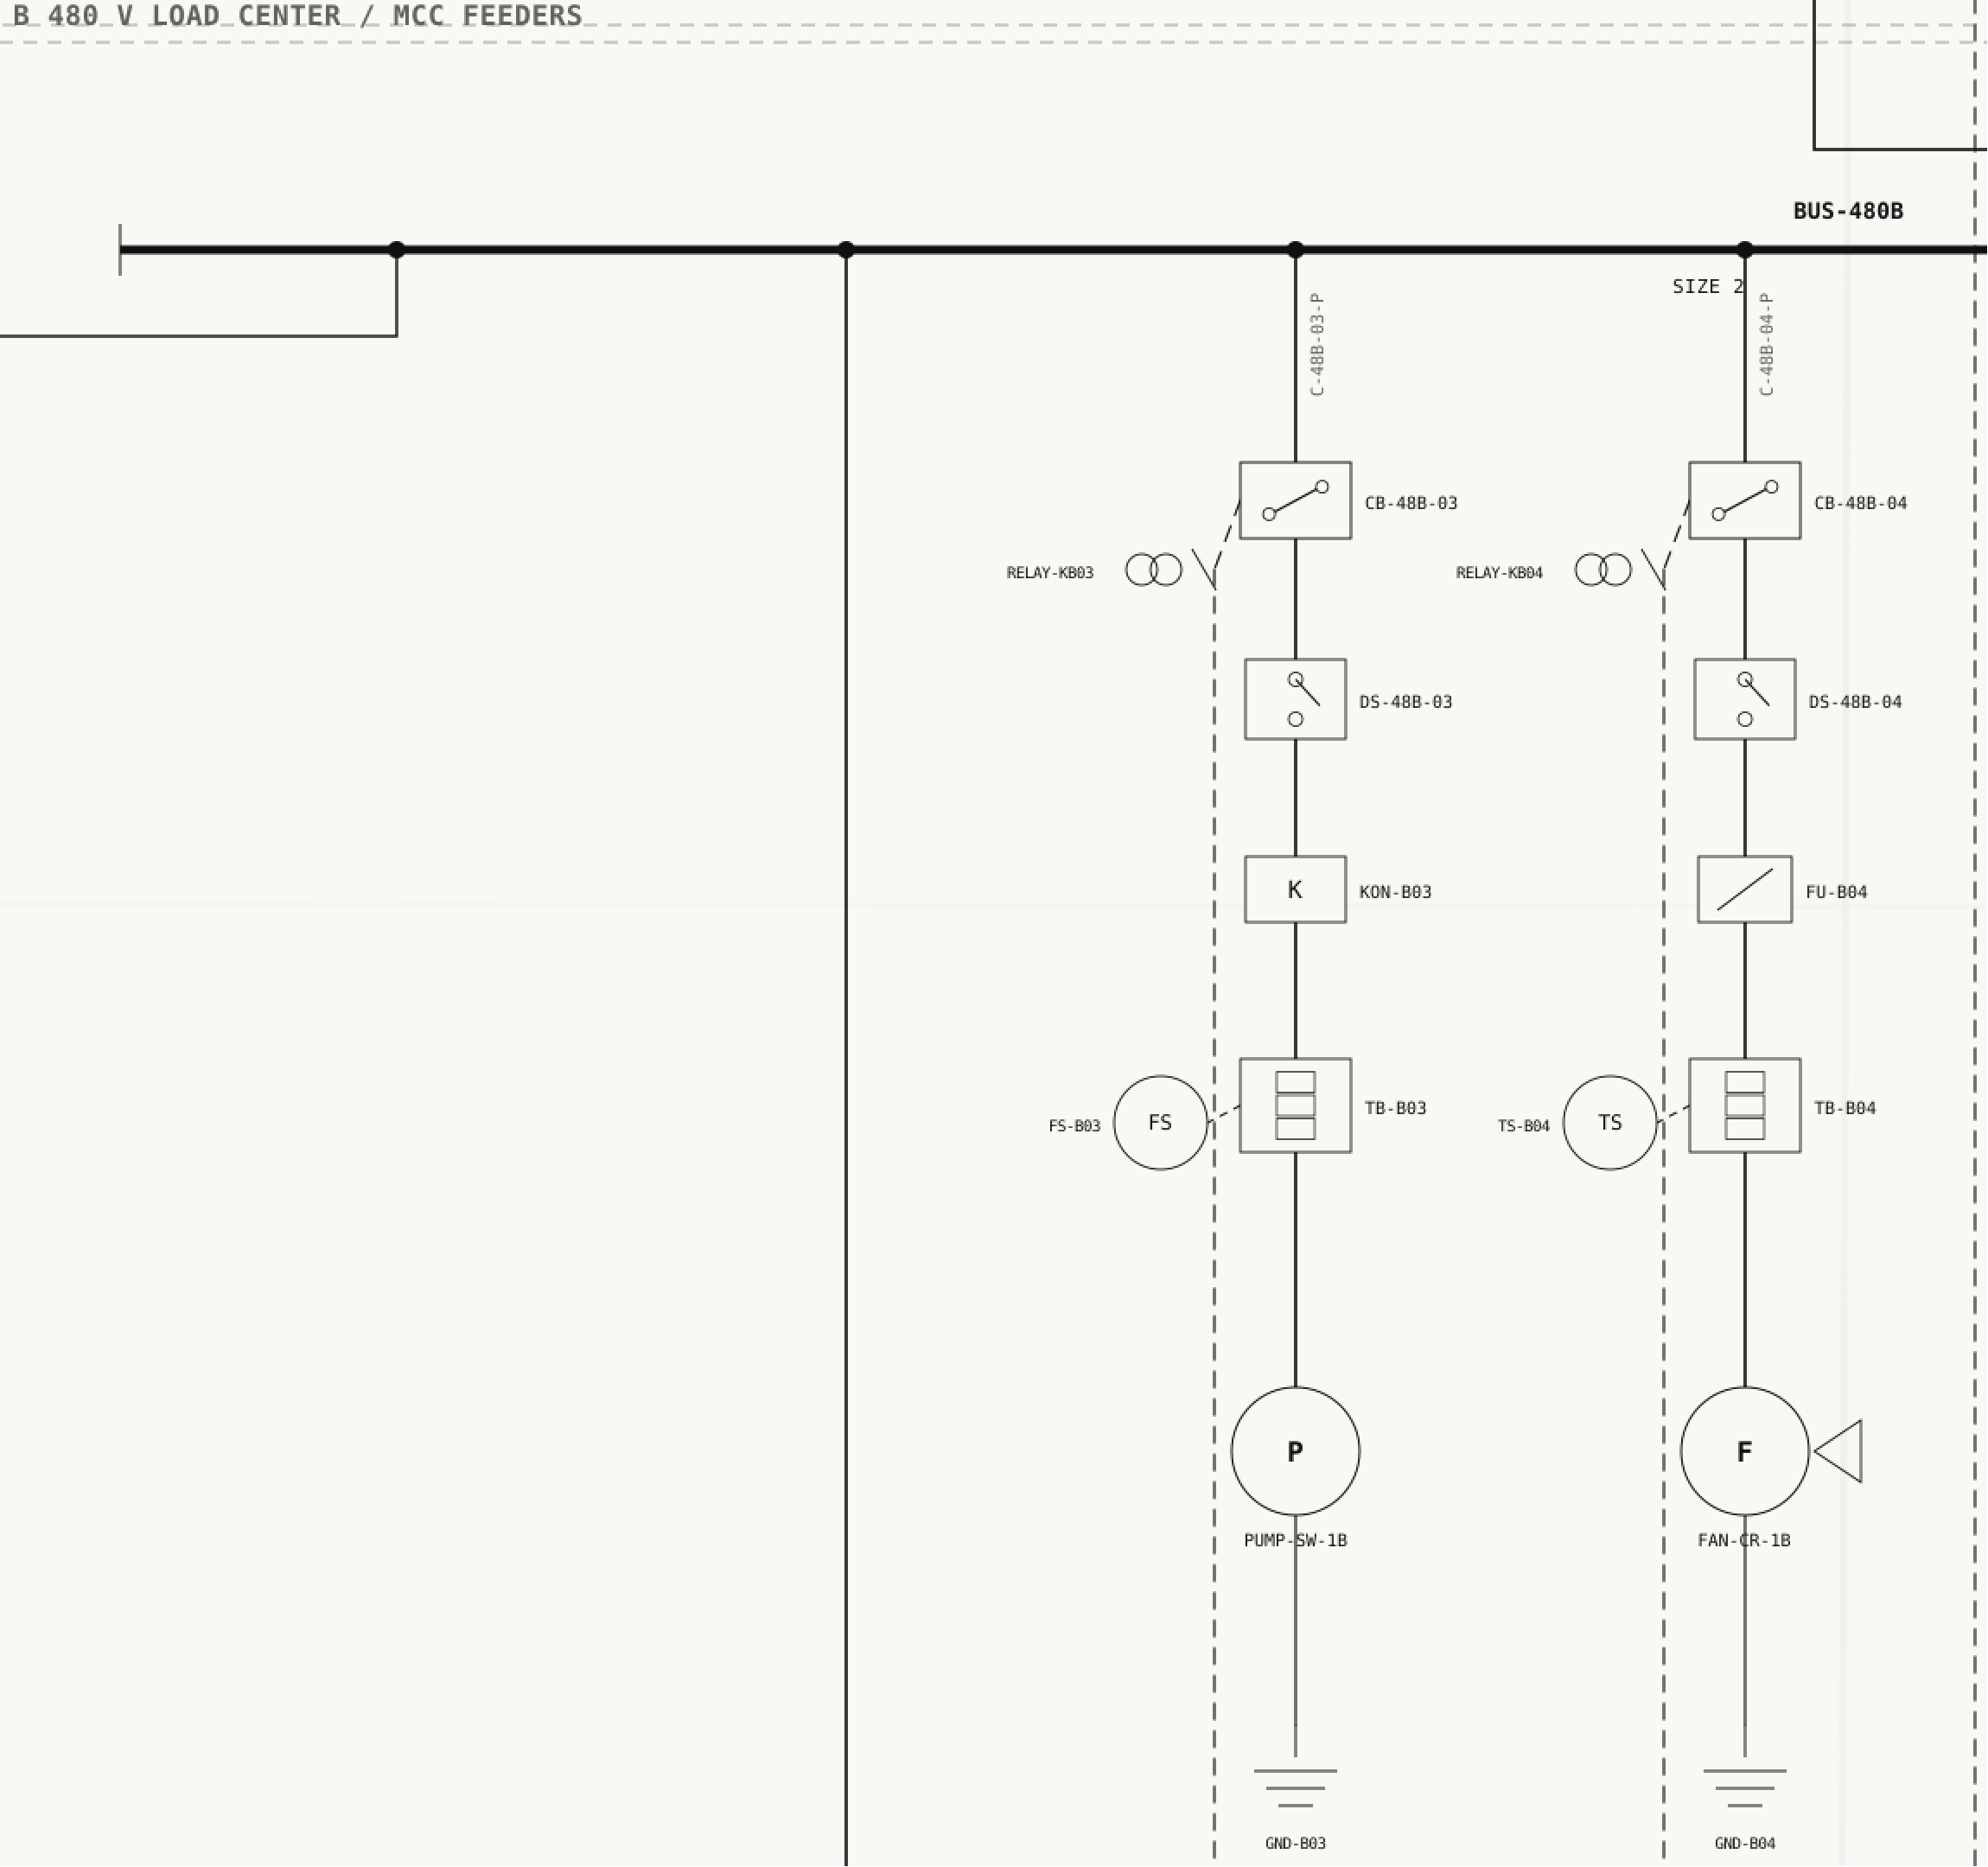 B 480 V LOAD CENTER / MCC FEEDERS
BUS-480B
SIZE 2
C-48B-03-P
C-48B-04-P
CB-48B-03
CB-48B-04
RELAY-KB03
RELAY-KB04
DS-48B-03
DS-48B-04
K
KON-B03
FU-B04
FS-B03
FS
TB-B03
TS-B04
TS
TB-B04
P
F
PUMP-SW-1B
FAN-CR-1B
GND-B03
GND-B04